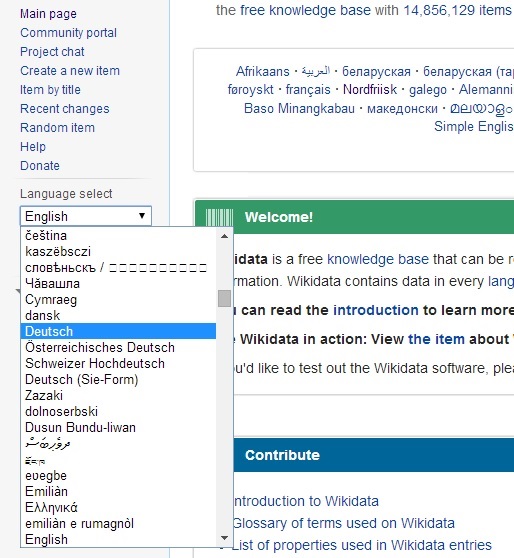 Main page
Community portal
Project chat
Create a new item
Item by title
Recent changes
Random item
Help
Donate
Language select
English
čeština
kaszëbsczi
словѣньскъ /
Чӑвашла
Cymraeg
dansk
Deutsch
Österreichisches Deutsch
Schweizer Hochdeutsch
Deutsch (Sie-Form)
Zazaki
dolnoserbski
Dusun Bundu-liwan
ދިވެހިބަސް
ཇོང་ཁ
eʋegbe
Emiliàn
Ελληνικά
emiliàn e rumagnòl
English
the free knowledge base with 14,856,129 items
Afrikaans · العربية · беларуская · беларуская (тар
føroyskt · français · Nordfriisk · galego · Alemanni
Baso Minangkabau · македонски · മലയാളം
Simple Englis
Welcome!
idata is a free knowledge base that can be r
rmation. Wikidata contains data in every lang
u can read the introduction to learn more
e Wikidata in action: View the item about
u'd like to test out the Wikidata software, plea
Contribute
ntroduction to Wikidata
Glossary of terms used on Wikidata
List of properties used in Wikidata entries